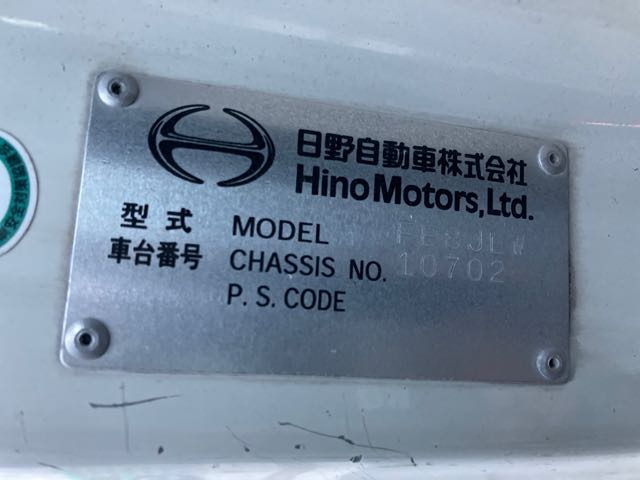 日野自動車株式会社
Hino Motors, Ltd.
型式 MODEL
車台番号 CHASSIS NO. 10702
P. S. CODE